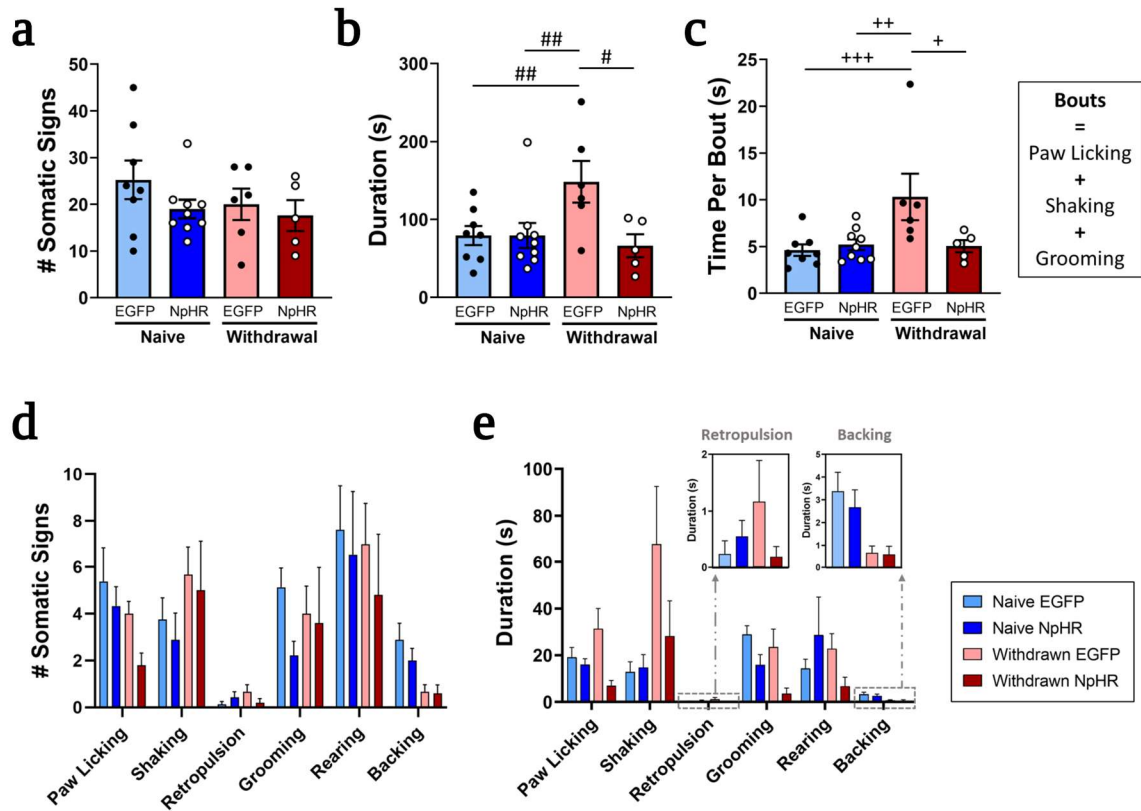 a
# Somatic Signs
50
40
30
20
10
0
EGFP NpHR EGFP NpHR
Naive Withdrawal
b
Duration (s)
300
200
100
0
##
##
#
EGFP NpHR EGFP NpHR
Naive Withdrawal
c
Time Per Bout (s)
25
20
15
10
5
0
++
+++
+
EGFP NpHR EGFP NpHR
Naive Withdrawal
Bouts
=
Paw Licking
+
Shaking
+
Grooming
d
# Somatic Signs
10
8
6
4
2
0
Paw Licking
Shaking
Retropulsion
Grooming
Rearing
Backing
e
Duration (s)
100
80
60
40
20
0
Paw Licking
Shaking
Retropulsion
Grooming
Rearing
Backing
Retropulsion
Duration (s)
2
1
0
Backing
Duration (s)
5
4
3
2
1
0
Naive EGFP
Naive NpHR
Withdrawn EGFP
Withdrawn NpHR